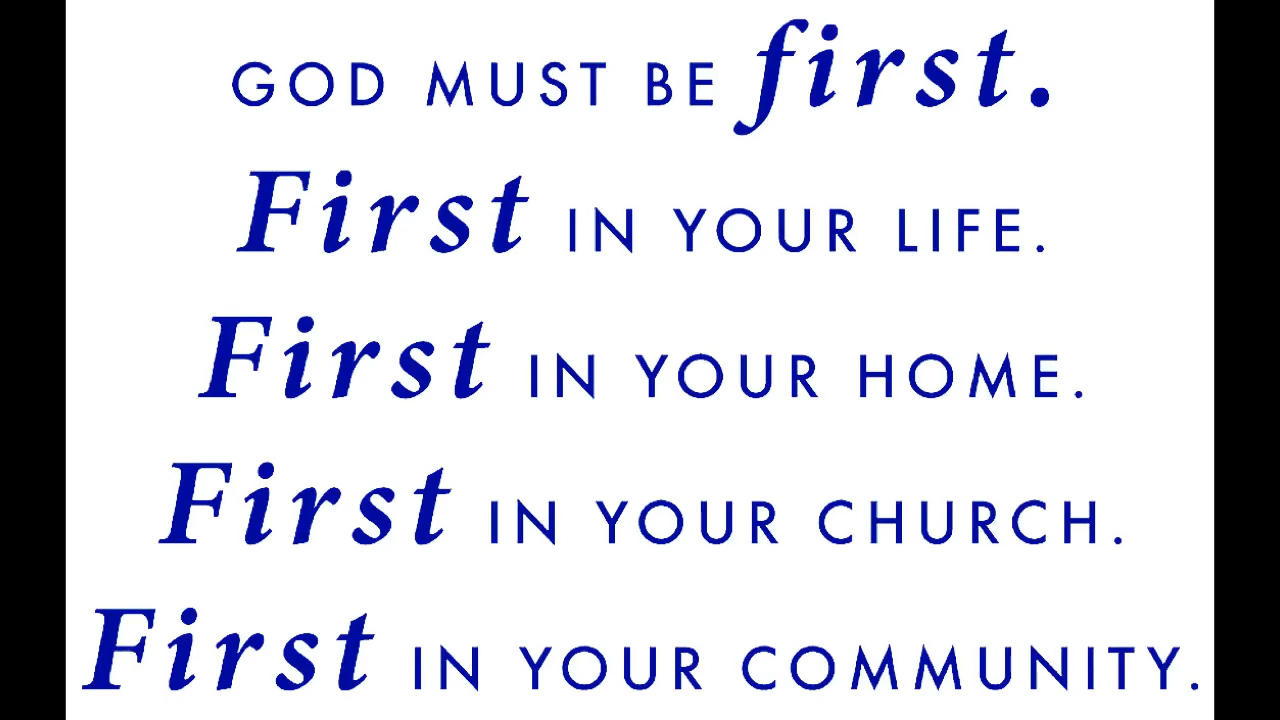 GOD MUST BE first.
First IN YOUR LIFE.
First IN YOUR HOME.
First IN YOUR CHURCH.
First IN YOUR COMMUNITY.